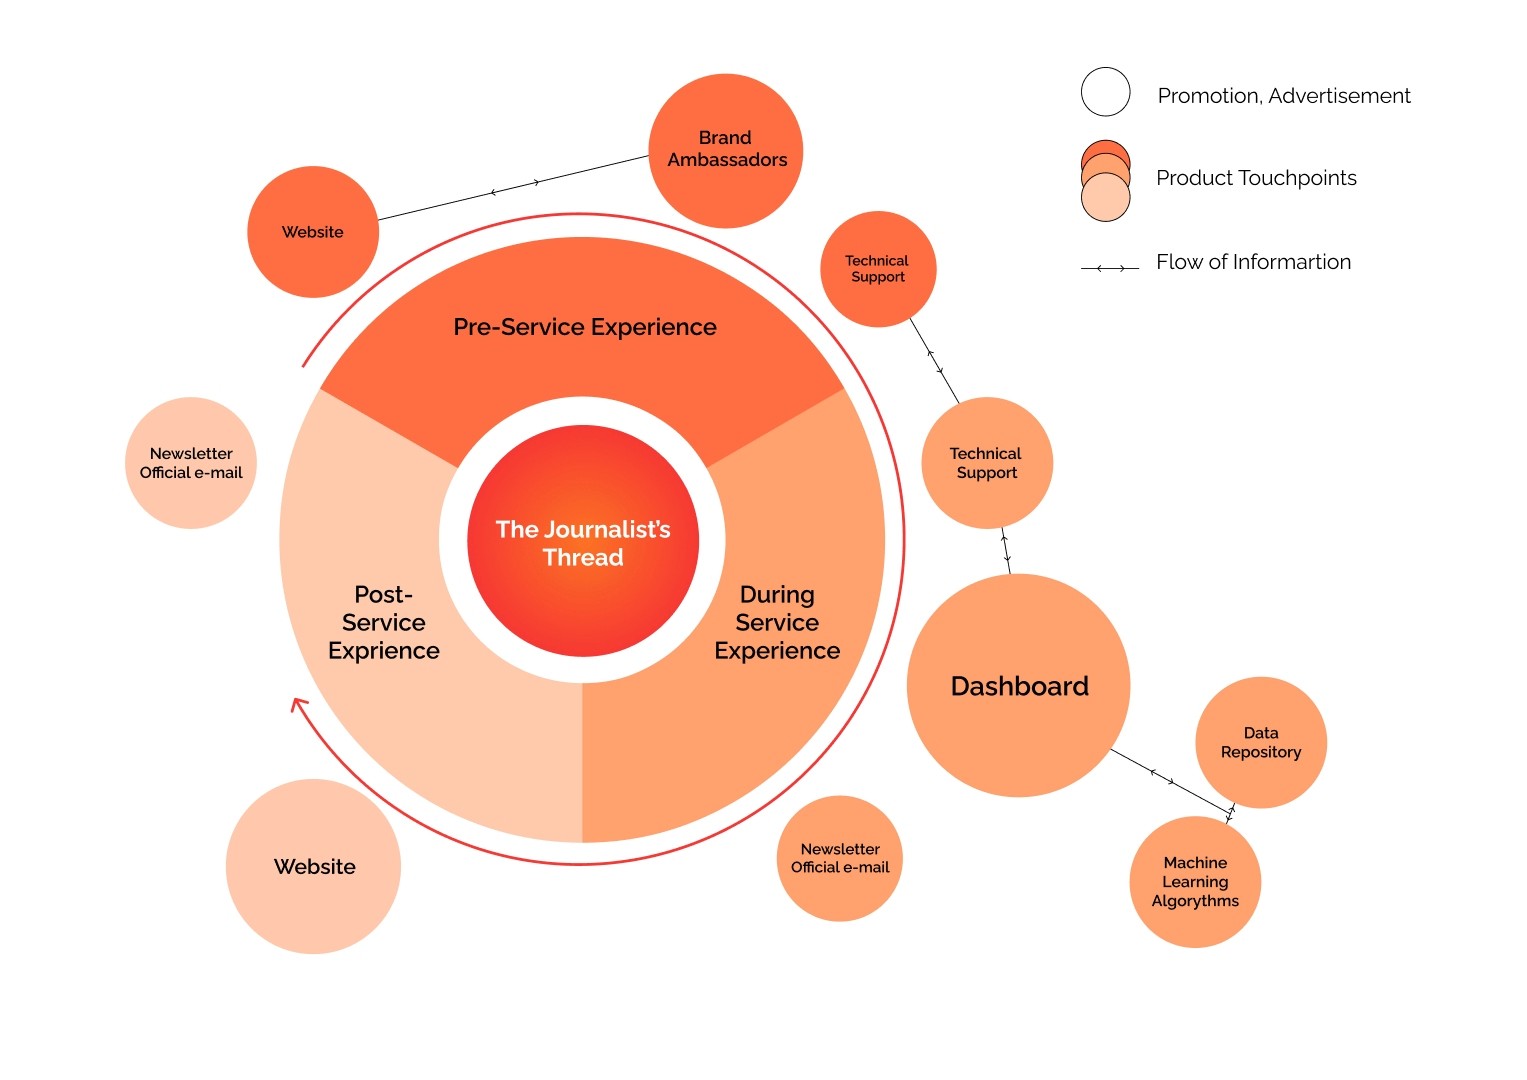 Promotion, Advertisement
Product Touchpoints
Flow of Informartion
Brand
Ambassadors
Website
Technical
Support
Pre-Service Experience
Newsletter
Official e-mail
Technical
Support
The Journalist's
Thread
Post-
Service
Exprience
During
Service
Experience
Dashboard
Data
Repository
Website
Newsletter
Official e-mail
Machine
Learning
Algorythms